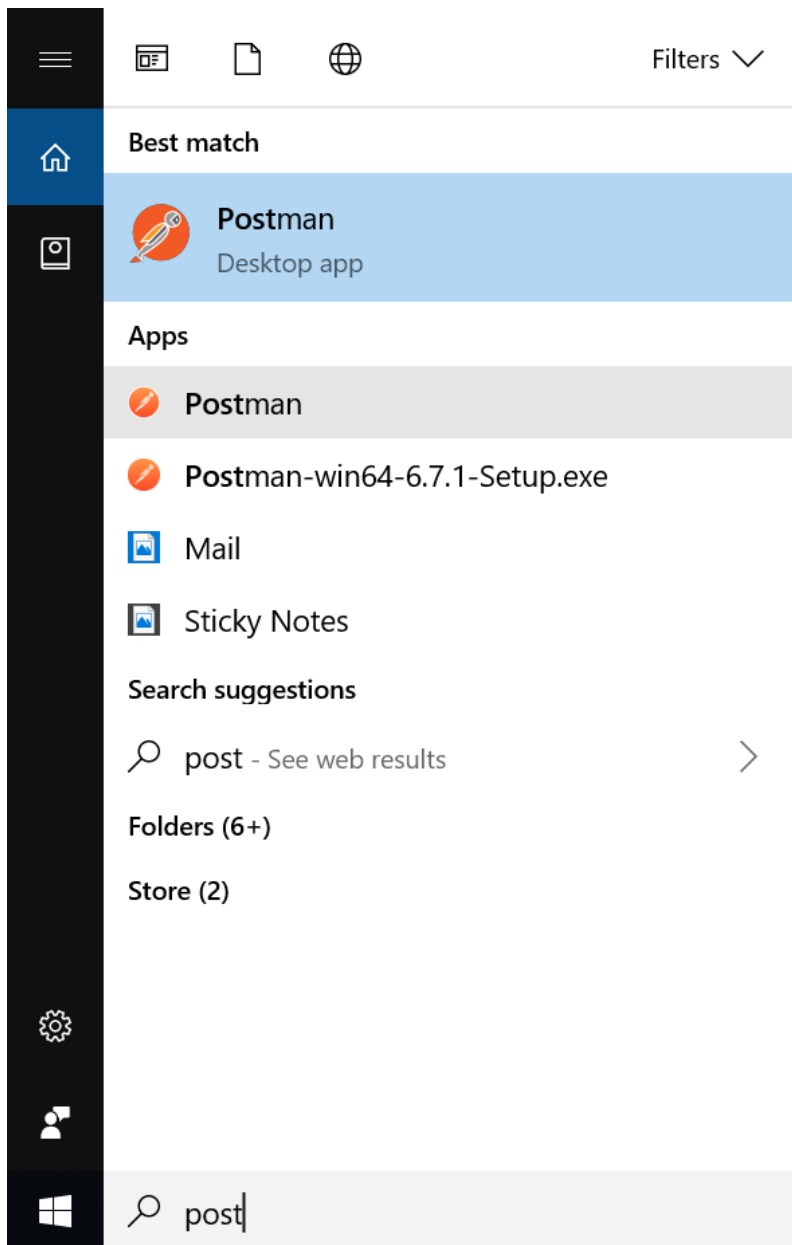 Filters
Best match
Postman
Desktop app
Apps
Postman
Postman-win64-6.7.1-Setup.exe
Mail
Sticky Notes
Search suggestions
post - See web results
Folders (6+)
Store (2)
post